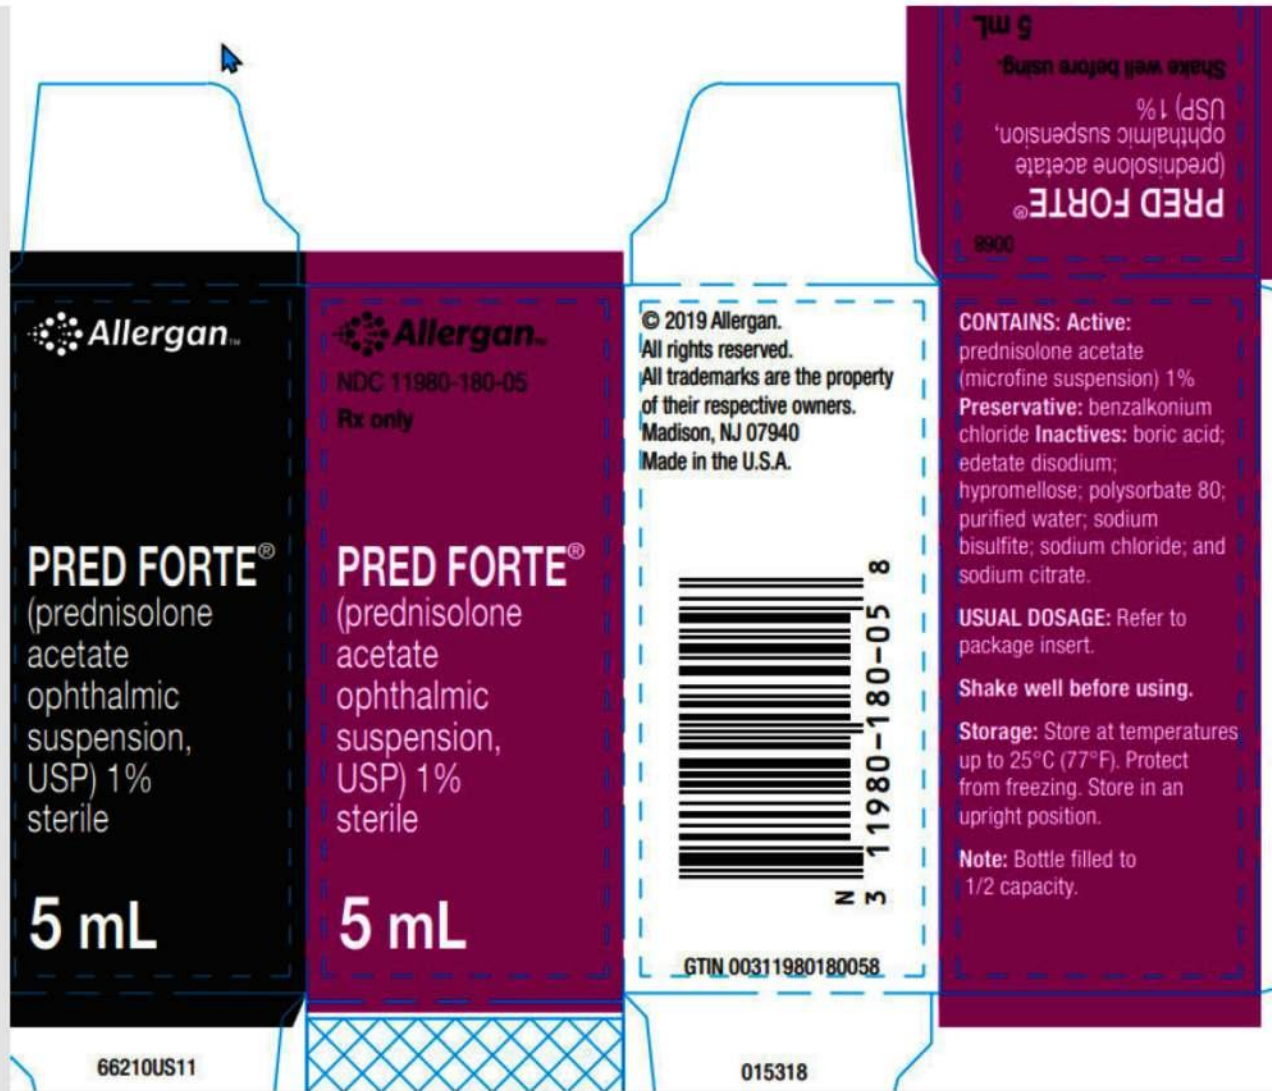 Allergan™
PRED FORTE®
(prednisolone
acetate
ophthalmic
suspension,
USP) 1%
sterile
5 mL
66210US11
Allergan™
NDC 11980-180-05
Rx only
PRED FORTE®
(prednisolone
acetate
ophthalmic
suspension,
USP) 1%
sterile
5 mL
© 2019 Allergan.
All rights reserved.
All trademarks are the property
of their respective owners.
Madison, NJ 07940
Made in the U.S.A.
N
3 11980-180-05 8
GTIN 00311980180058
015318
PRED FORTE®
(prednisolone acetate
ophthalmic suspension,
USP) 1%
Shake well before using.
5 mL
CONTAINS: Active:
prednisolone acetate
(microfine suspension) 1%
Preservative: benzalkonium
chloride Inactives: boric acid;
edetate disodium;
hypromellose; polysorbate 80;
purified water; sodium
bisulfite; sodium chloride; and
sodium citrate.
USUAL DOSAGE: Refer to
package insert.
Shake well before using.
Storage: Store at temperatures
up to 25°C (77°F). Protect
from freezing. Store in an
upright position.
Note: Bottle filled to
1/2 capacity.